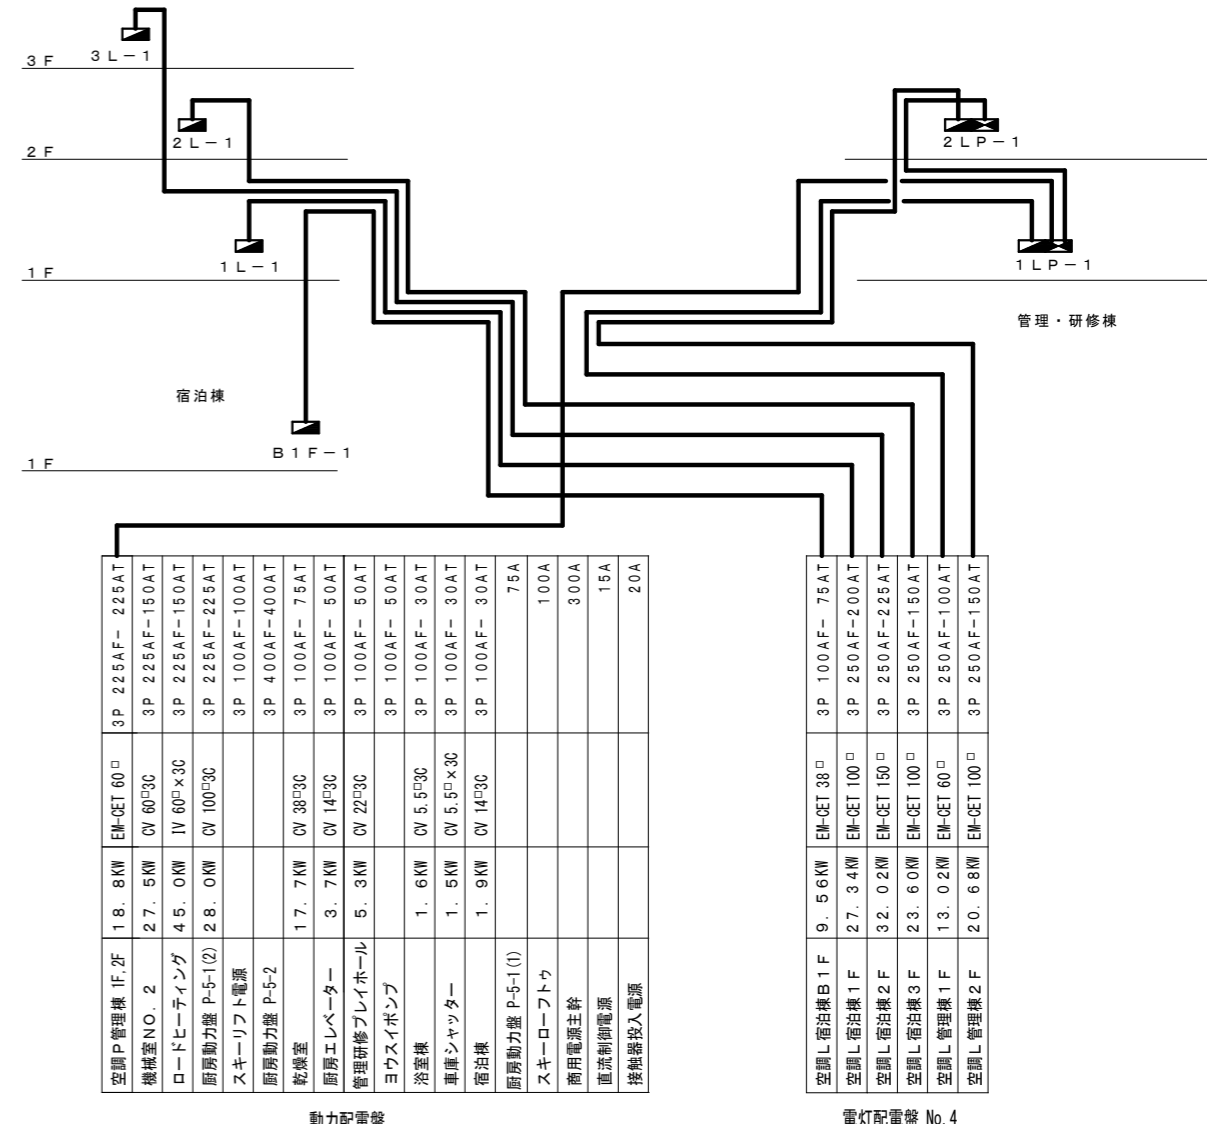 3L-1
3F
2L-1
2F
1L-1
1F
宿泊棟
B1F-1
1F
2LP-1
1LP-1
管理・研修棟
空調P管理棟 1F,2F 18.8KW EM-CET 60□ 3P 225AF- 225AT
機械室NO.2 27.5KW CV 60□3C 3P 225AF-150AT
ロードヒーティング 45.0KW IV 60□×3C 3P 225AF-150AT
厨房動力盤 P-5-1(2) 28.0KW CV 100□3C 3P 225AF-225AT
スキーリフト電源 3P 100AF-100AT
厨房動力盤 P-5-2 3P 400AF-400AT
乾燥室 17.7KW CV 38□3C 3P 100AF- 75AT
厨房エレベーター 3.7KW CV 14□3C 3P 100AF- 50AT
管理研修プレイホール 5.3KW CV 22□3C 3P 100AF- 50AT
ヨウスイポンプ 3P 100AF- 50AT
浴室棟 1.6KW CV 5.5□3C 3P 100AF- 30AT
車庫シャッター 1.5KW CV 5.5□×3C 3P 100AF- 30AT
宿泊棟 1.9KW CV 14□3C 3P 100AF- 30AT
厨房動力盤 P-5-1(1) 75A
スキーローフトゥ 100A
商用電源主幹 300A
直流制御電源 15A
接触器投入電源 20A
動力配電盤
空調L宿泊棟B1F 9.56KW EM-CET 38□ 3P 100AF- 75AT
空調L宿泊棟1F 27.34KW EM-CET 100□ 3P 250AF-200AT
空調L宿泊棟2F 32.02KW EM-CET 150□ 3P 250AF-225AT
空調L宿泊棟3F 23.60KW EM-CET 100□ 3P 250AF-150AT
空調L管理棟1F 13.02KW EM-CET 60□ 3P 250AF-100AT
空調L管理棟2F 20.68KW EM-CET 100□ 3P 250AF-150AT
電灯配電盤 No.4